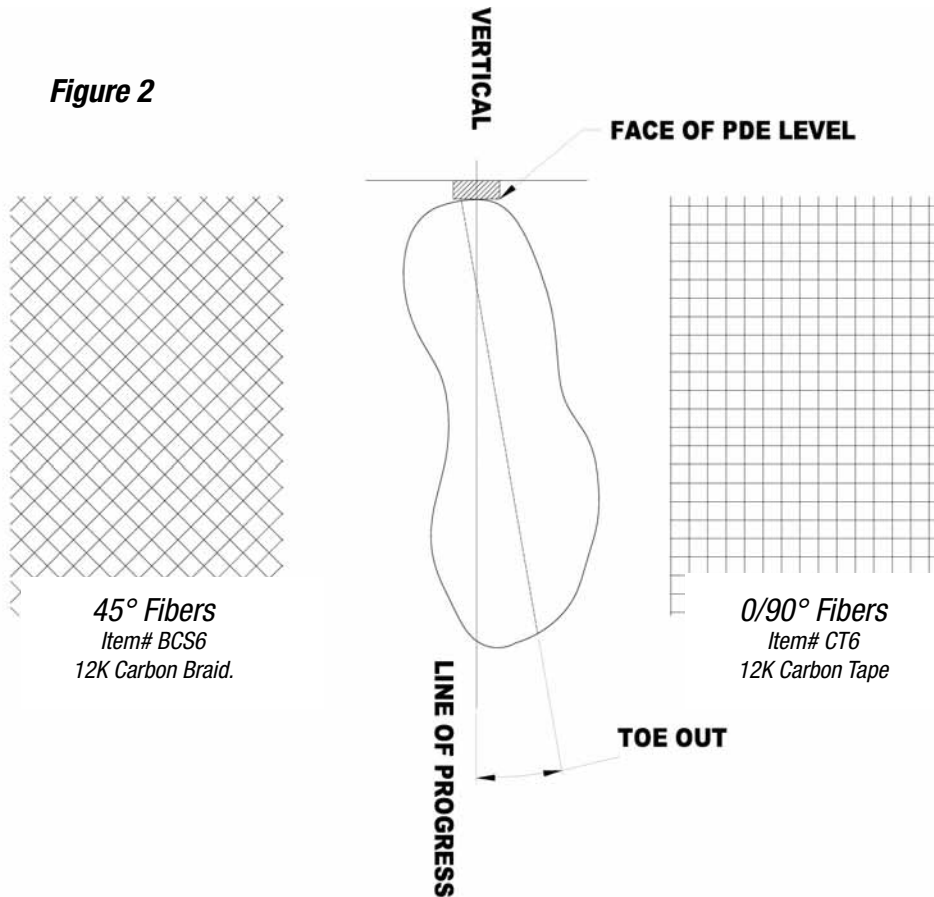 Figure 2
VERTICAL
FACE OF PDE LEVEL
45° Fibers
Item# BCS6
12K Carbon Braid.
0/90° Fibers
Item# CT6
12K Carbon Tape
LINE OF PROGRESS
TOE OUT